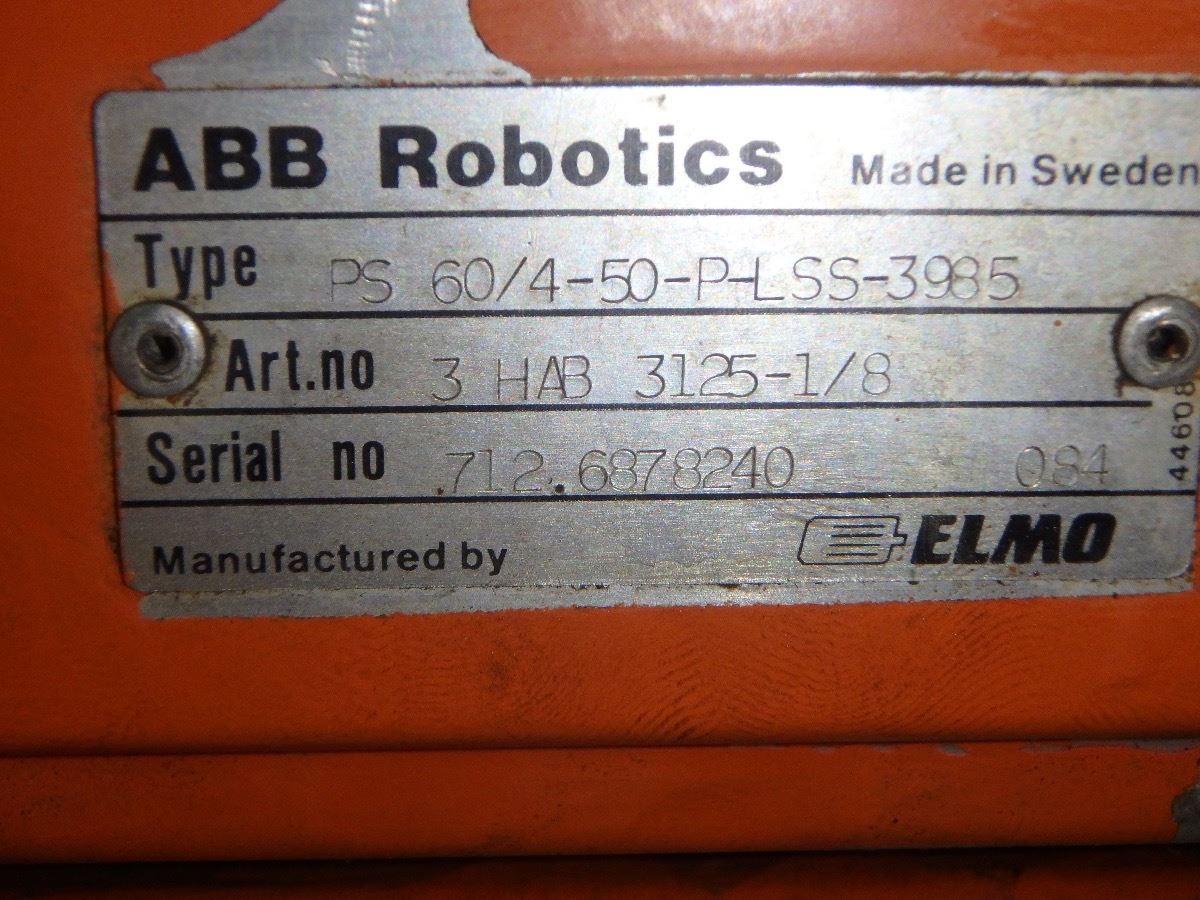 ABB Robotics Made in Sweden
Type PS 60/4-50-P-LSS-3985
Art.no 3 HAB 3125-1/8
Serial no 712.6878240 084
44608
Manufactured by ELMO